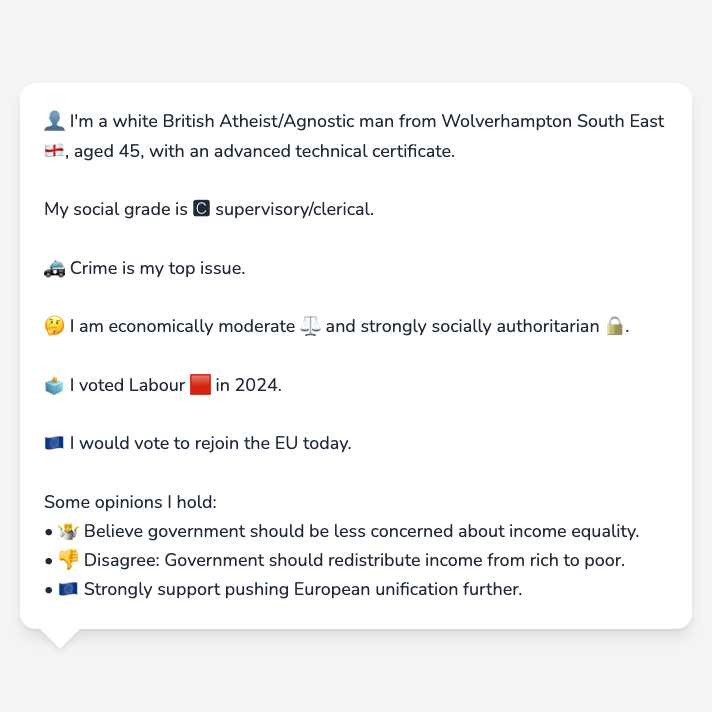 👤 I'm a white British Atheist/Agnostic man from Wolverhampton South East
🏴󠁧󠁢󠁥󠁮󠁧󠁿, aged 45, with an advanced technical certificate.
My social grade is 🅲 supervisory/clerical.
🚓 Crime is my top issue.
🤔 I am economically moderate ⚖️ and strongly socially authoritarian 🔒.
🗳️ I voted Labour 🟥 in 2024.
🇪🇺 I would vote to rejoin the EU today.
Some opinions I hold:
• 🤷 Believe government should be less concerned about income equality.
• 👎 Disagree: Government should redistribute income from rich to poor.
• 🇪🇺 Strongly support pushing European unification further.